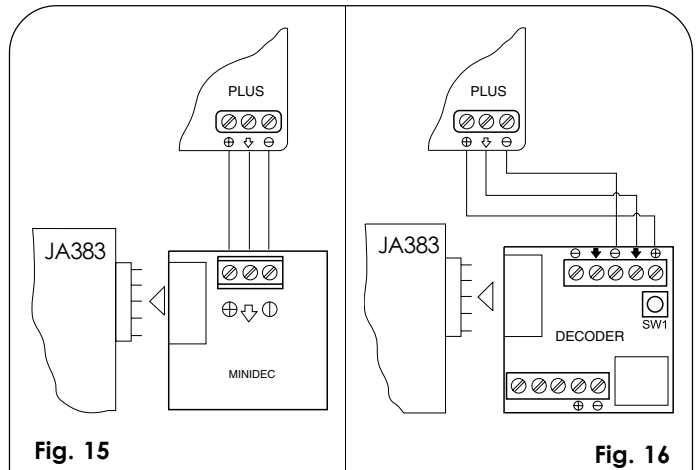 PLUS
JA383
MINIDEC
Fig. 15
PLUS
JA383
SW1
DECODER
Fig. 16